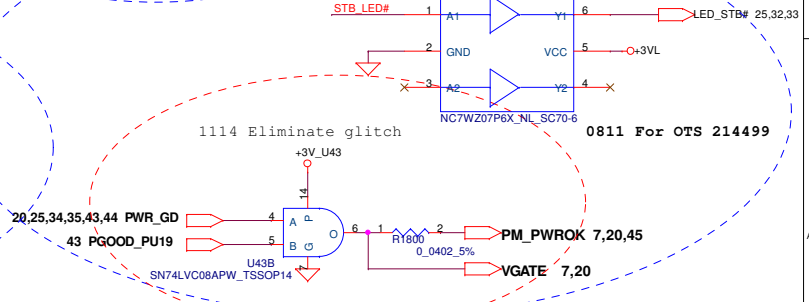 STB_LED# 1 A1 Y1 6 LED_STB# 25,32,33
2 GND VCC 5 +3VL
3 A2 Y2 4
NC7WZ07P6X_NL_SC70-6
1114 Eliminate glitch
0811 For OTS 214499
+3V_U43
14
20,25,34,35,43,44 PWR_GD 4 A P
O 6 1 R1800 2 PM_PWROK 7,20,45
43 PGOOD_PU19 5 B G
0_0402_5%
7
U43B
SN74LVC08APW_TSSOP14
VGATE 7,20